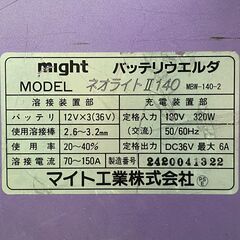 might バッテリウエルダ
MODEL ネオライトⅡ140 MBW-140-2
溶接装置部 充電装置部
バッテリ 12V×3(36V) 定格入力 100V 320W
使用溶接棒 2.6～3.2mm (交流) 50/60Hz
使用率 20～40% 定格出力 DC36V 最大 6A
溶接電流 70～150A 製造番号 2420041322
マイト工業株式会社